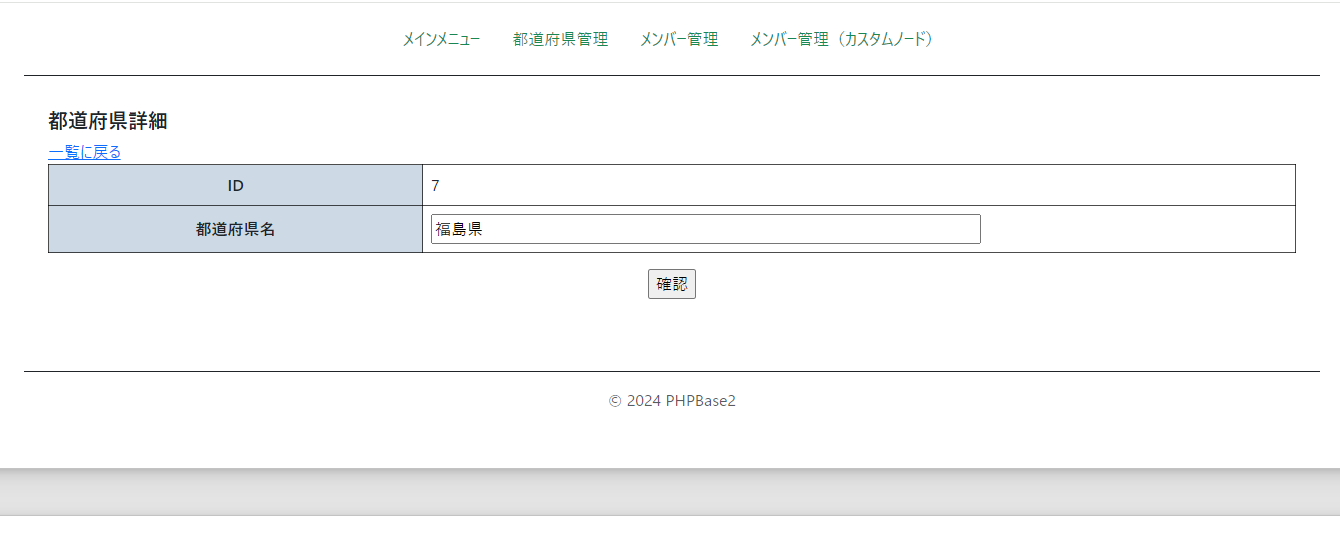 メインメニュー 都道府県管理 メンバー管理 メンバー管理（カスタムノード）
都道府県詳細
一覧に戻る
ID 7
都道府県名 福島県
確認
© 2024 PHPBase2